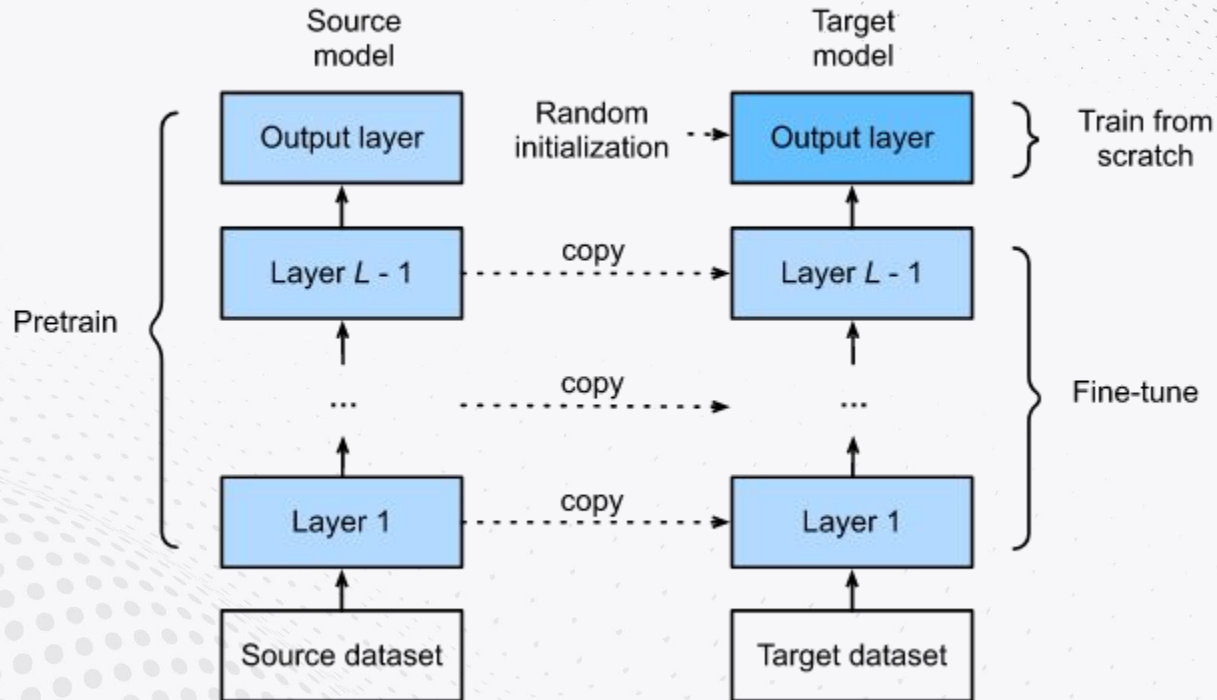 Source
model
Target
model
Output layer
Random
initialization
Output layer
Train from
scratch
Layer L - 1
copy
Layer L - 1
Pretrain
...
copy
...
Fine-tune
Layer 1
copy
Layer 1
Source dataset
Target dataset